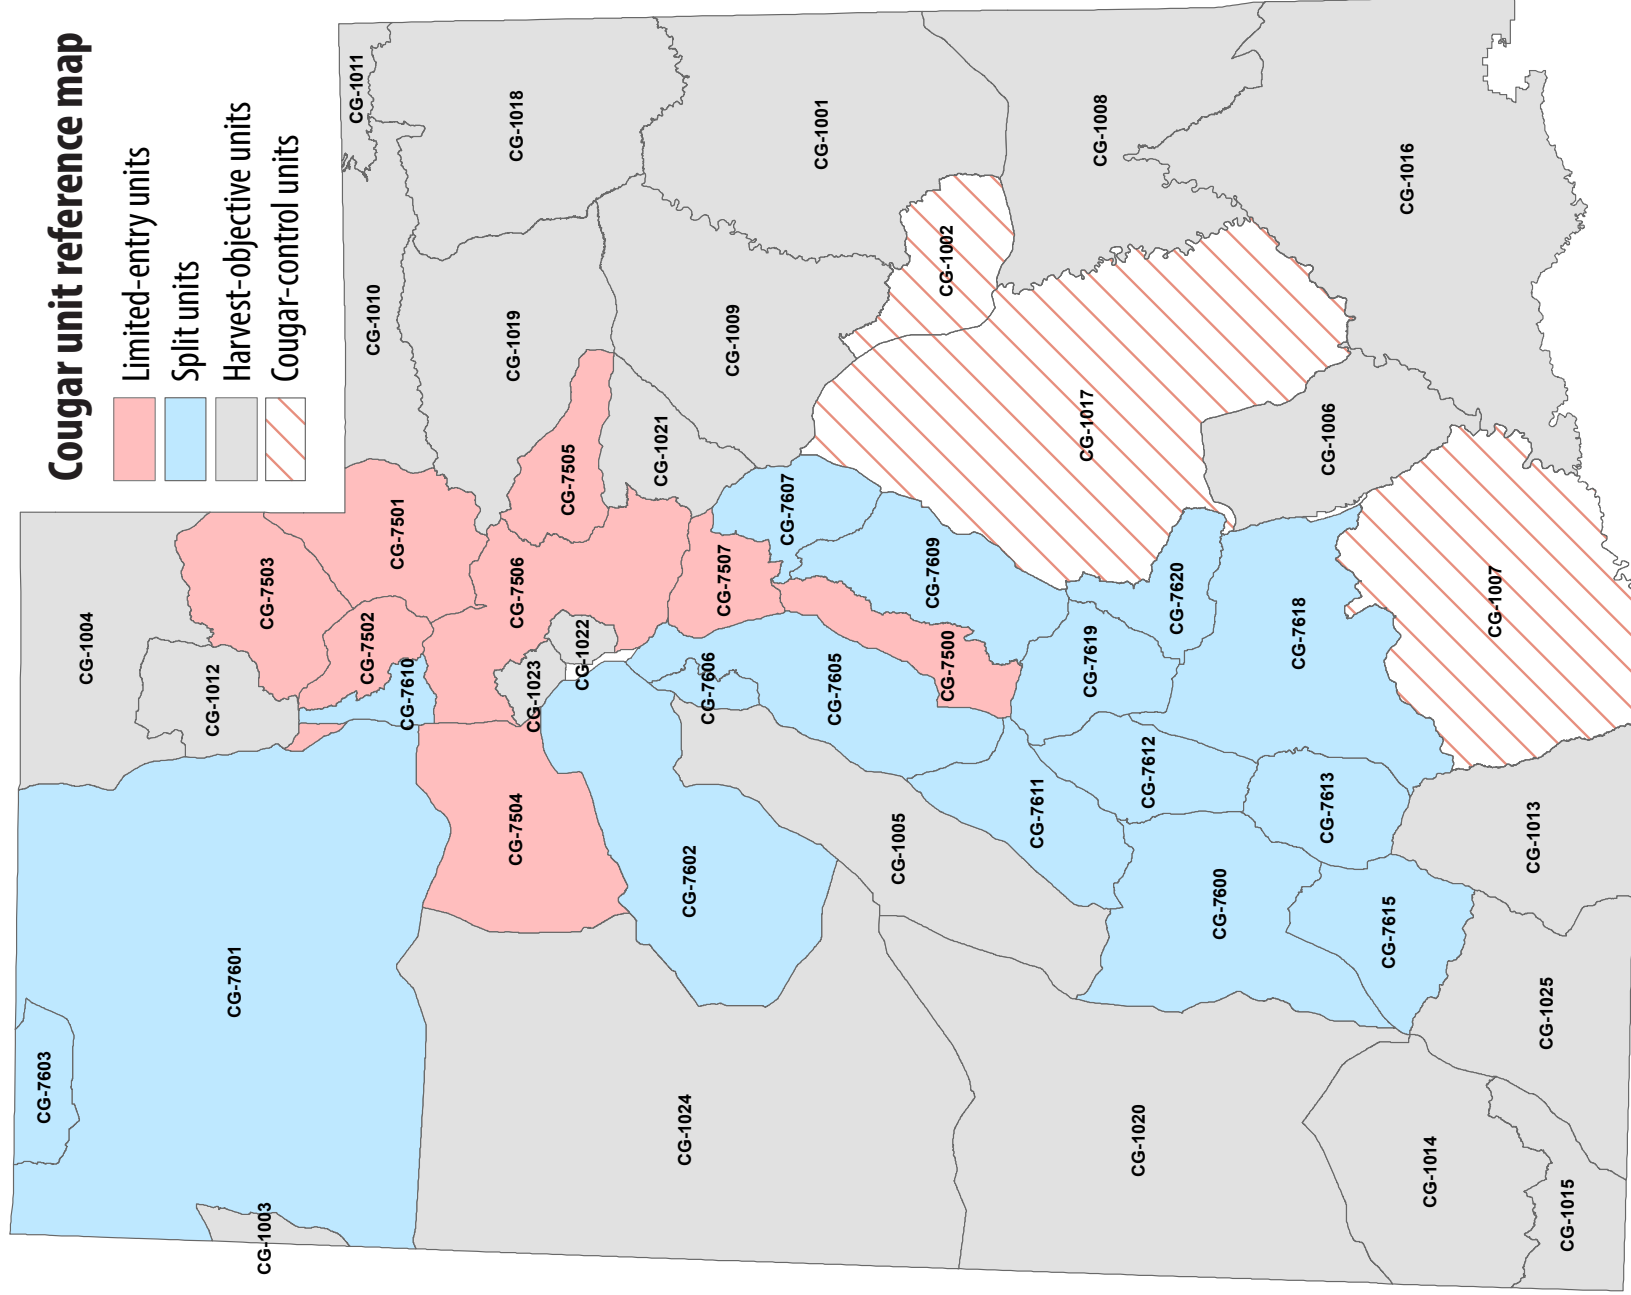 Cougar unit reference map
Limited-entry units
Split units
Harvest-objective units
Cougar-control units
CG-7603
CG-1003
CG-7601
CG-1004
CG-1012
CG-7503
CG-7502
CG-7610
CG-7501
CG-1010
CG-1011
CG-1018
CG-1019
CG-7505
CG-7506
CG-1022
CG-1023
CG-7504
CG-1021
CG-7507
CG-7606
CG-7602
CG-1024
CG-1009
CG-1001
CG-7607
CG-7605
CG-7500
CG-7609
CG-1002
CG-1005
CG-1008
CG-1017
CG-7619
CG-7620
CG-7611
CG-7612
CG-1020
CG-7600
CG-7613
CG-7618
CG-1006
CG-1016
CG-7615
CG-1007
CG-1013
CG-1025
CG-1014
CG-1015